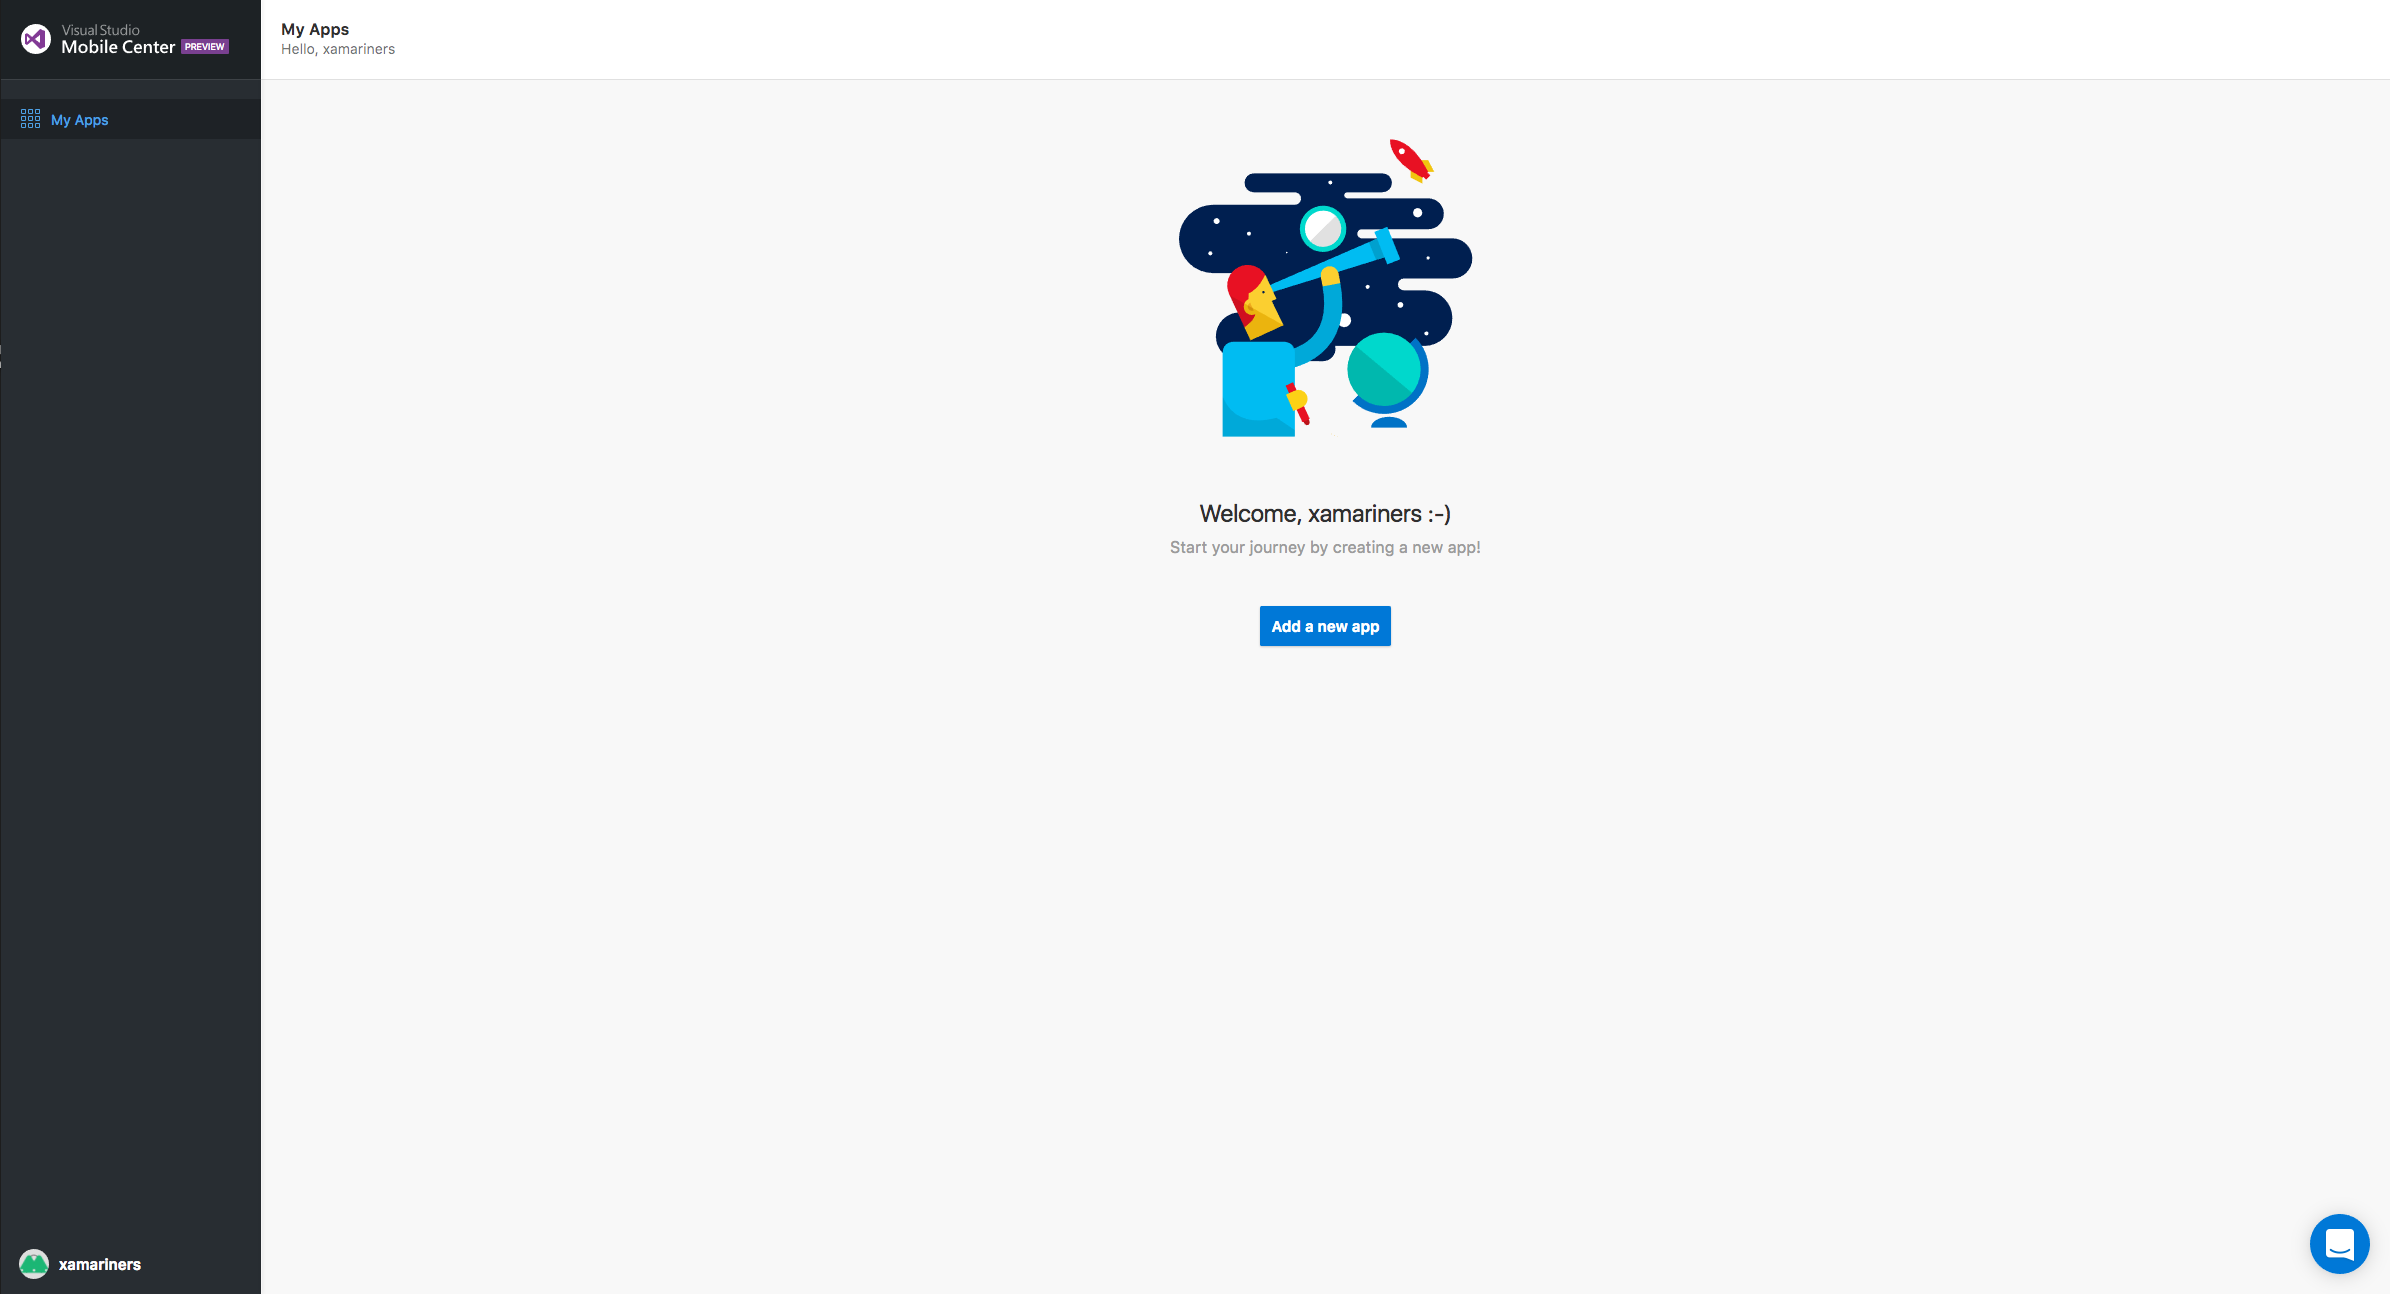 Visual Studio
Mobile Center PREVIEW
My Apps
Hello, xamariners
My Apps
Welcome, xamariners :-)
Start your journey by creating a new app!
Add a new app
xamariners